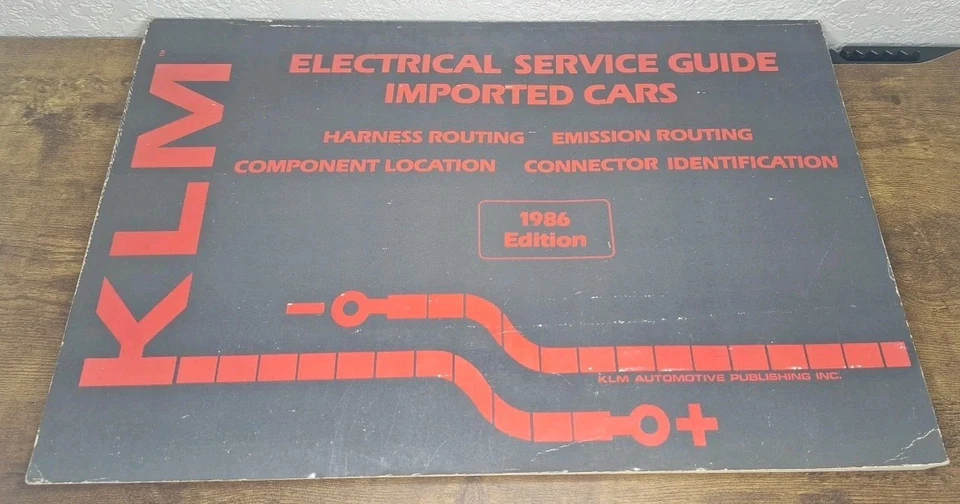 KLM
ELECTRICAL SERVICE GUIDE
IMPORTED CARS
HARNESS ROUTING EMISSION ROUTING
COMPONENT LOCATION CONNECTOR IDENTIFICATION
1986
Edition
KLM AUTOMOTIVE PUBLISHING INC.